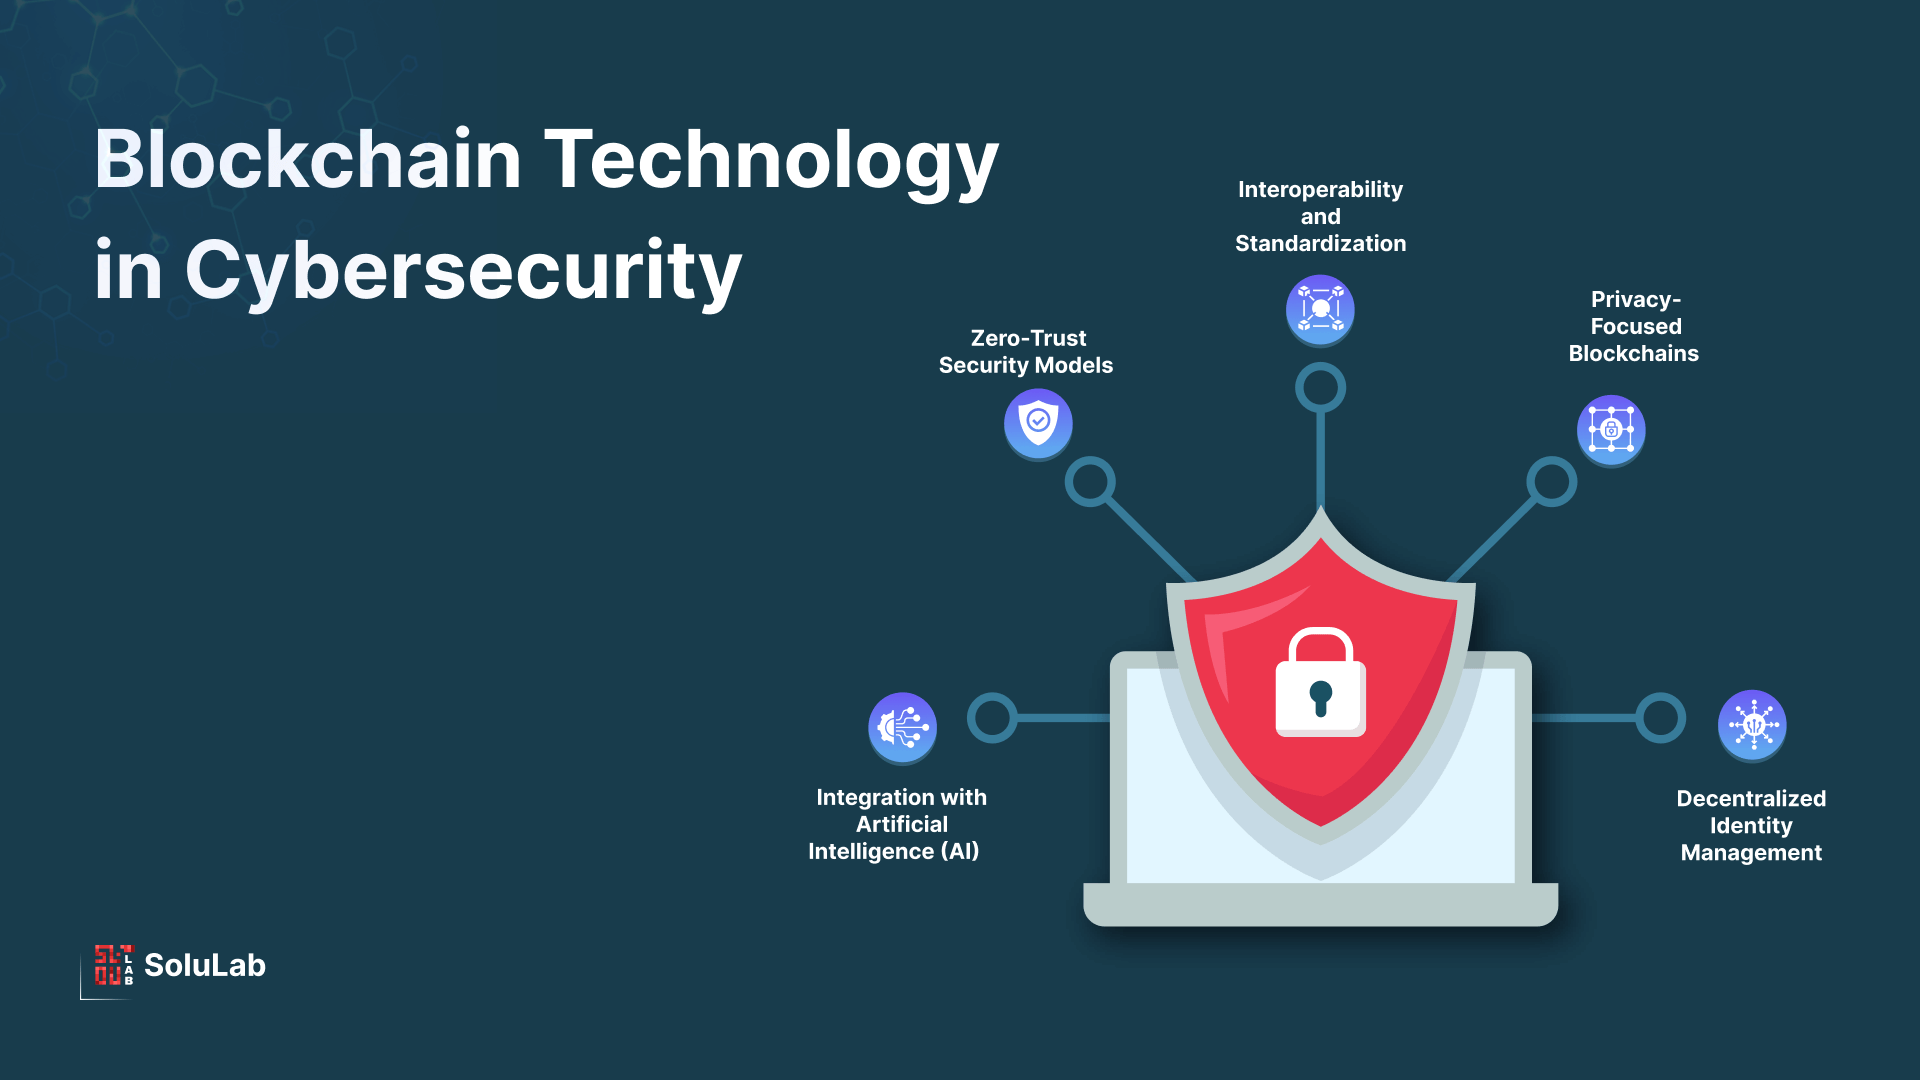 Blockchain Technology
in Cybersecurity
Interoperability
and
Standardization
Privacy-
Focused
Blockchains
Zero-Trust
Security Models
Integration with
Artificial
Intelligence (AI)
Decentralized
Identity
Management
SoluLab